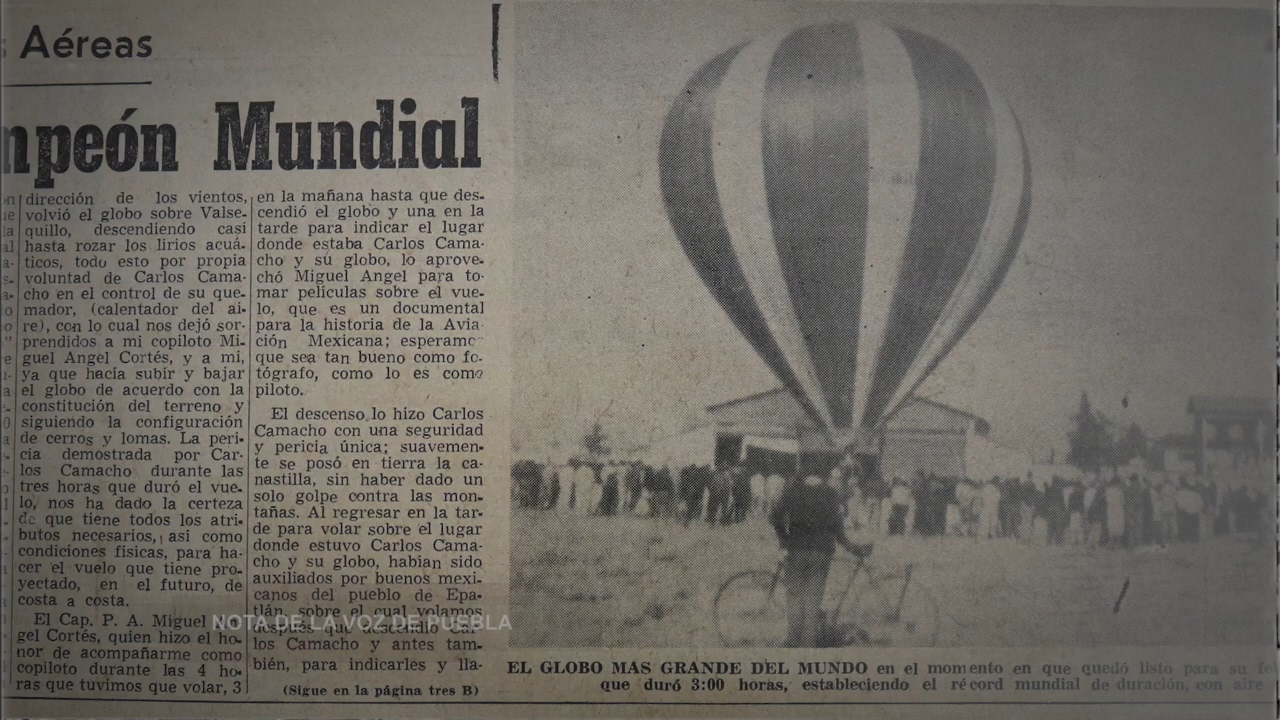 Aéreas
mpeón Mundial
dirección de los vientos,
volvió el globo sobre Valse-
quillo, descendiendo casi
hasta rozar los lirios acuá-
ticos, todo esto por propia
voluntad de Carlos Cama-
cho en el control de su que-
mador, (calentador del ai-
re), con lo cual nos dejó sor-
prendidos a mi copiloto Mi-
guel Angel Cortés, y a mí,
ya que hacía subir y bajar
el globo de acuerdo con la
constitución del terreno y
siguiendo la configuración
de cerros y lomas. La peri-
cia demostrada por Car-
los Camacho durante las
tres horas que duró el vue-
lo, nos ha dado la certeza
de que tiene todos los atri-
butos necesarios, así como
condiciones físicas, para ha-
cer el vuelo que tiene pro-
yectado, en el futuro, de
costa a costa.
El Cap. P. A. Miguel
gel Cortés, quien hizo el ho-
nor de acompañarme como
copiloto durante las 4 ho-
ras que tuvimos que volar, 3
en la mañana hasta que des-
cendió el globo y una en la
tarde para indicar el lugar
donde estaba Carlos Cama-
cho y su globo, lo aprove-
chó Miguel Angel para to-
mar películas sobre el vue-
lo, que es un documental
para la historia de la Avia-
ción Mexicana; esperamo
que sea tan bueno como fo-
tógrafo, como lo es como
piloto.
El descenso lo hizo Carlos
Camacho con una seguridad
y pericia única; suavemen-
te se posó en tierra la ca-
nastilla, sin haber dado un
solo golpe contra las mon-
tañas. Al regresar en la tar-
de para volar sobre el lugar
donde estuvo Carlos Cama-
cho y su globo, habían sido
auxiliados por buenos mexi-
canos del pueblo de Epa-
tlán, sobre el cual volamos
después que descendió Car-
los Camacho y antes tam-
bién, para indicarles y lla-
(Sigue en la página tres B)
NOTA DE LA VOZ DE PUEBLA
EL GLOBO MAS GRANDE DEL MUNDO en el momento en que quedó listo para su
que duró 3:00 horas, estableciendo el récord mundial de duración, con aire